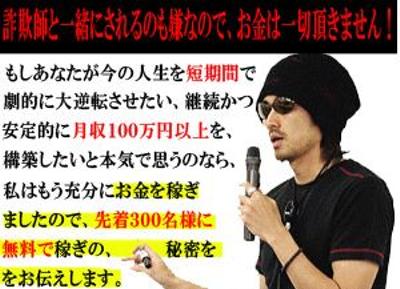 詐欺師と一緒にされるのも嫌なので、お金は一切頂きません！
もしあなたが今の人生を短期間で
劇的に大逆転させたい、継続かつ
安定的に月収100万円以上を、
構築したいと本気で思うのなら、
私はもう充分にお金を稼ぎ
ましたので、先着300名様に
無料で稼ぎの、 秘密を
をお伝えします。